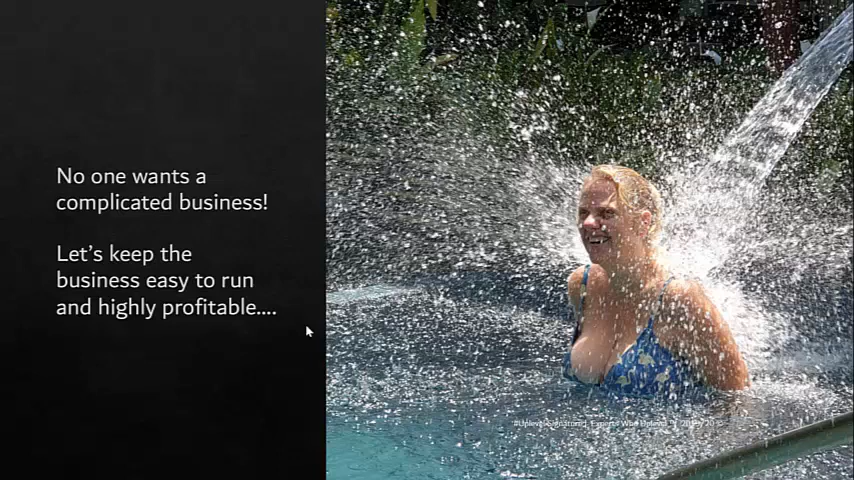 No one wants a
complicated business!
Let's keep the
business easy to run
and highly profitable....